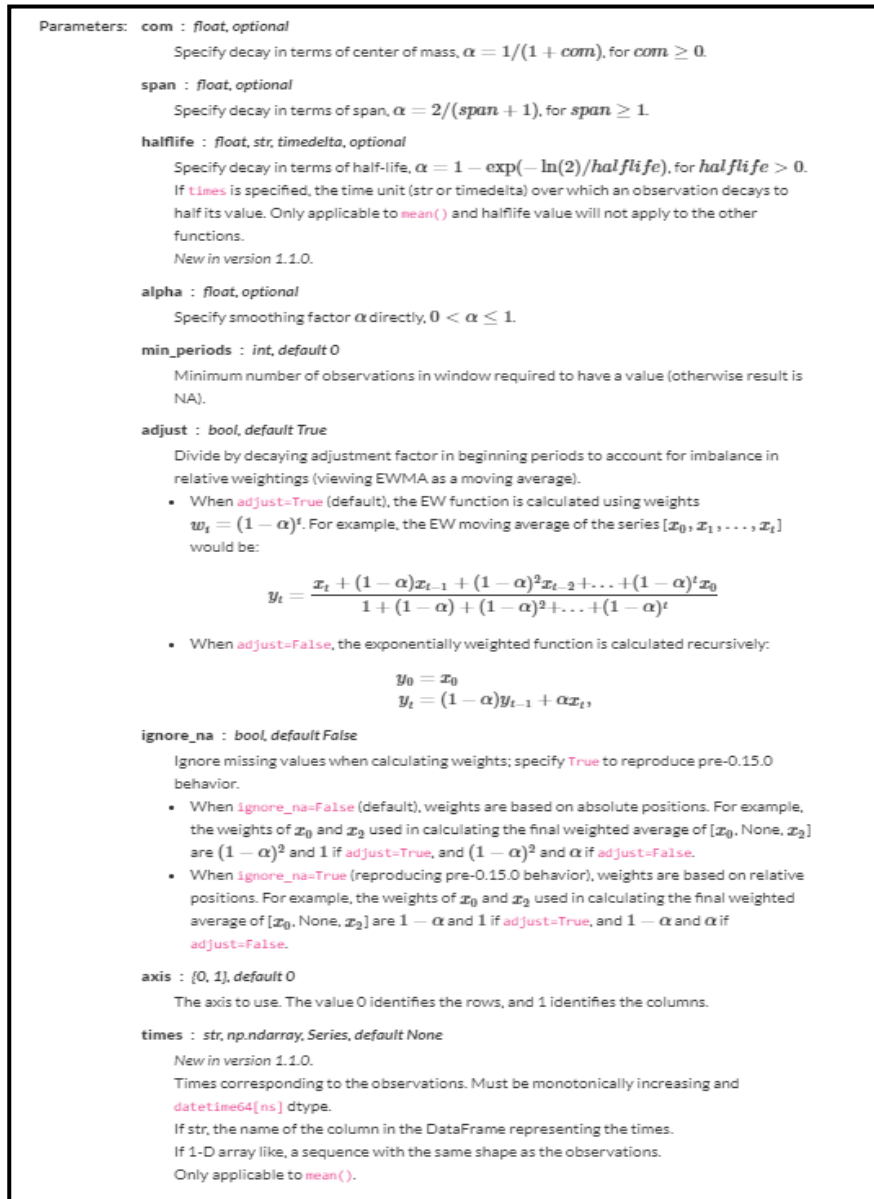 Parameters: com : float, optional
Specify decay in terms of center of mass, α = 1/(1 + com), for com ≥ 0.
span : float, optional
Specify decay in terms of span, α = 2/(span + 1), for span ≥ 1.
halflife : float, str, timedelta, optional
Specify decay in terms of half-life, α = 1 − exp(− ln(2)/halflife), for halflife > 0.
If times is specified, the time unit (str or timedelta) over which an observation decays to
half its value. Only applicable to mean() and halflife value will not apply to the other
functions.
New in version 1.1.0.
alpha : float, optional
Specify smoothing factor α directly, 0 < α ≤ 1.
min_periods : int, default 0
Minimum number of observations in window required to have a value (otherwise result is
NA).
adjust : bool, default True
Divide by decaying adjustment factor in beginning periods to account for imbalance in
relative weightings (viewing EWMA as a moving average).
• When adjust=True (default), the EW function is calculated using weights
wₜ = (1 − α)ᵗ. For example, the EW moving average of the series [x₀, x₁, . . . , xₜ]
would be:
yₜ = xₜ + (1 − α)xₜ₋₁ + (1 − α)²xₜ₋₂ + . . . + (1 − α)ᵗx₀
1 + (1 − α) + (1 − α)² + . . . + (1 − α)ᵗ
• When adjust=False, the exponentially weighted function is calculated recursively:
y₀ = x₀
yₜ = (1 − α)yₜ₋₁ + αxₜ,
ignore_na : bool, default False
Ignore missing values when calculating weights; specify True to reproduce pre-0.15.0
behavior.
• When ignore_na=False (default), weights are based on absolute positions. For example,
the weights of x₀ and x₂ used in calculating the final weighted average of [x₀, None, x₂]
are (1 − α)² and 1 if adjust=True, and (1 − α)² and α if adjust=False.
• When ignore_na=True (reproducing pre-0.15.0 behavior), weights are based on relative
positions. For example, the weights of x₀ and x₂ used in calculating the final weighted
average of [x₀, None, x₂] are 1 − α and 1 if adjust=True, and 1 − α and α if
adjust=False.
axis : {0, 1}, default 0
The axis to use. The value 0 identifies the rows, and 1 identifies the columns.
times : str, np.ndarray, Series, default None
New in version 1.1.0.
Times corresponding to the observations. Must be monotonically increasing and
datetime64[ns] dtype.
If str, the name of the column in the DataFrame representing the times.
If 1-D array like, a sequence with the same shape as the observations.
Only applicable to mean().